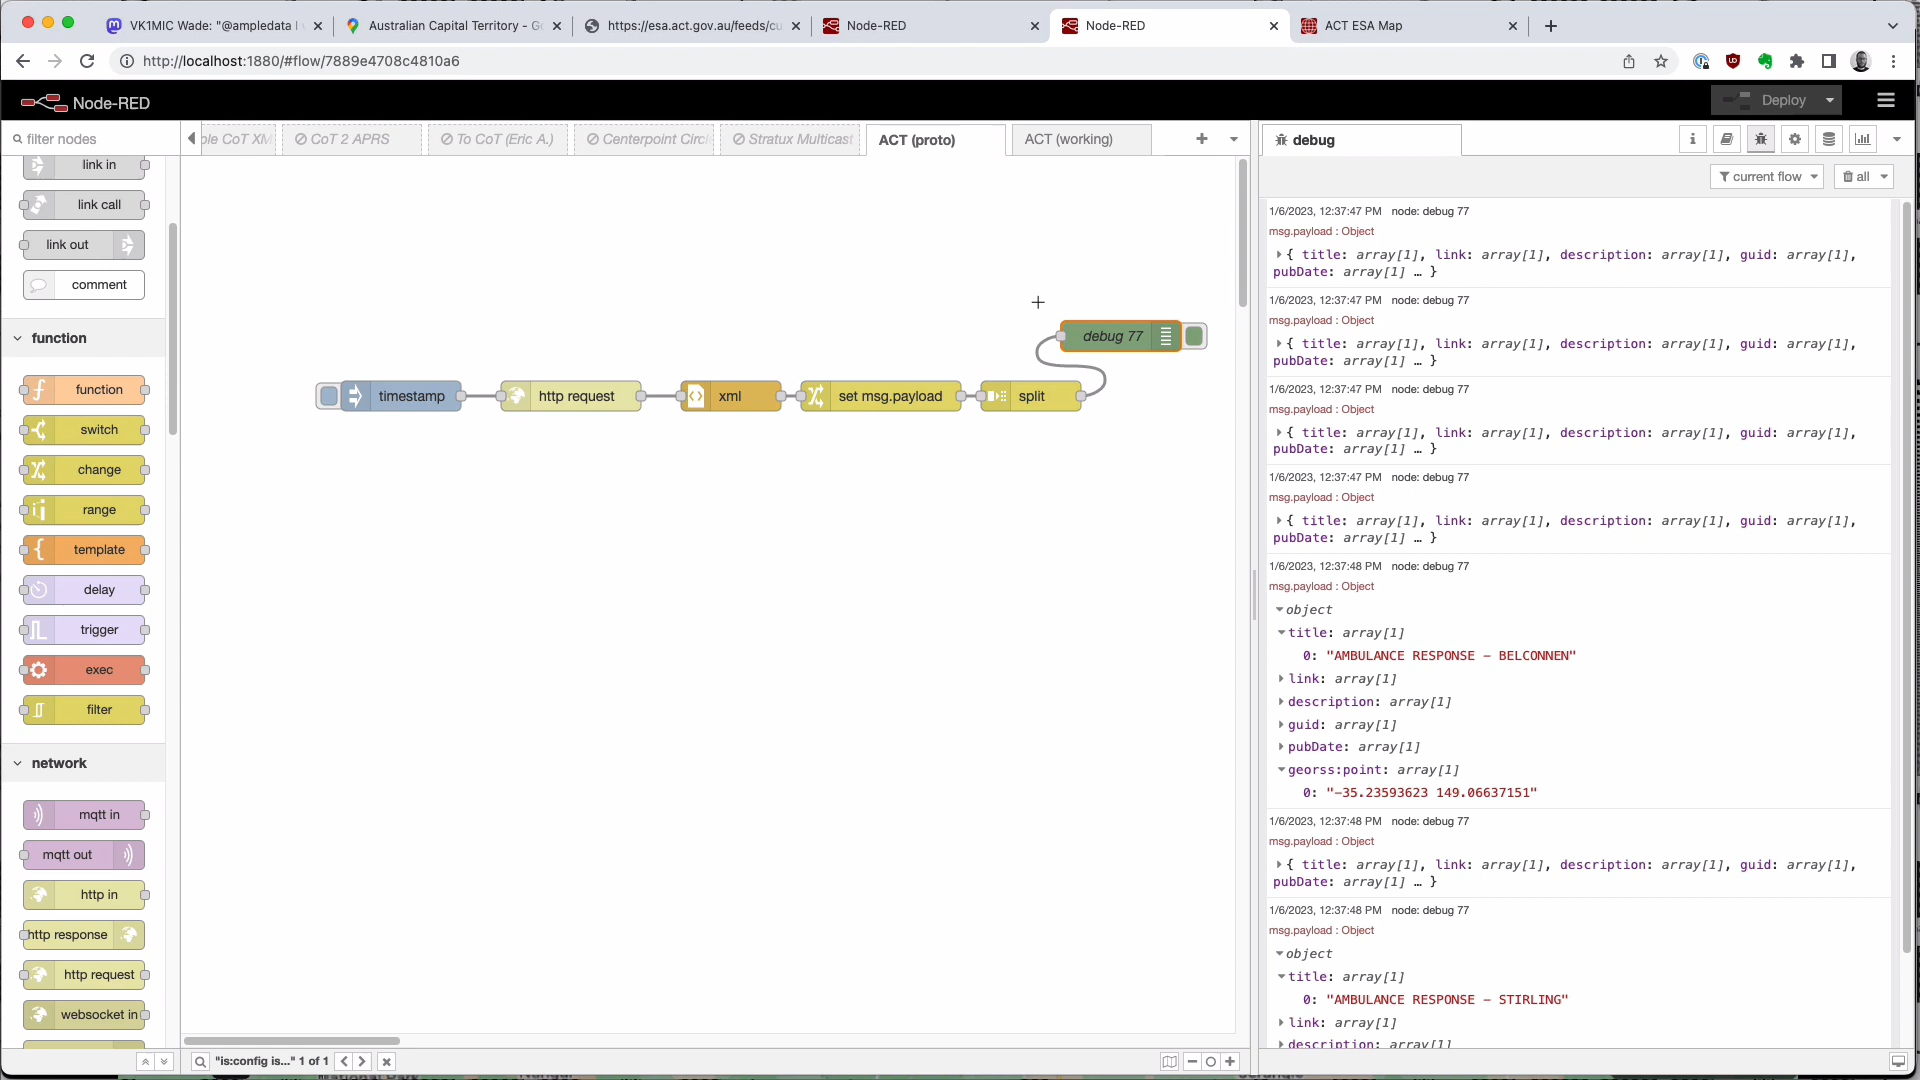 VK1MIC Wade: "@ampledata I
Australian Capital Territory - G
https://esa.act.gov.au/feeds/cu
Node-RED
Node-RED
ACT ESA Map
http://localhost:1880/#flow/7889e4708c4810a6
Node-RED
Deploy
filter nodes
ple CoT XM
CoT 2 APRS
To CoT (Eric A.)
Centerpoint Circl
Stratux Multicast
ACT (proto)
ACT (working)
debug
current flow
all
link in
link call
link out
comment
function
function
switch
change
range
template
delay
trigger
exec
filter
network
mqtt in
mqtt out
http in
http response
http request
websocket in
timestamp
http request
xml
set msg.payload
split
debug 77
1/6/2023, 12:37:47 PM node: debug 77
msg.payload : Object
{ title: array[1], link: array[1], description: array[1], guid: array[1],
pubDate: array[1] … }
1/6/2023, 12:37:47 PM node: debug 77
msg.payload : Object
{ title: array[1], link: array[1], description: array[1], guid: array[1],
pubDate: array[1] … }
1/6/2023, 12:37:47 PM node: debug 77
msg.payload : Object
{ title: array[1], link: array[1], description: array[1], guid: array[1],
pubDate: array[1] … }
1/6/2023, 12:37:47 PM node: debug 77
msg.payload : Object
{ title: array[1], link: array[1], description: array[1], guid: array[1],
pubDate: array[1] … }
1/6/2023, 12:37:48 PM node: debug 77
msg.payload : Object
object
title: array[1]
0: "AMBULANCE RESPONSE – BELCONNEN"
link: array[1]
description: array[1]
guid: array[1]
pubDate: array[1]
georss:point: array[1]
0: "-35.23593623 149.06637151"
1/6/2023, 12:37:48 PM node: debug 77
msg.payload : Object
{ title: array[1], link: array[1], description: array[1], guid: array[1],
pubDate: array[1] … }
1/6/2023, 12:37:48 PM node: debug 77
msg.payload : Object
object
title: array[1]
0: "AMBULANCE RESPONSE – STIRLING"
link: array[1]
description: array[1]
"is:config is..." 1 of 1